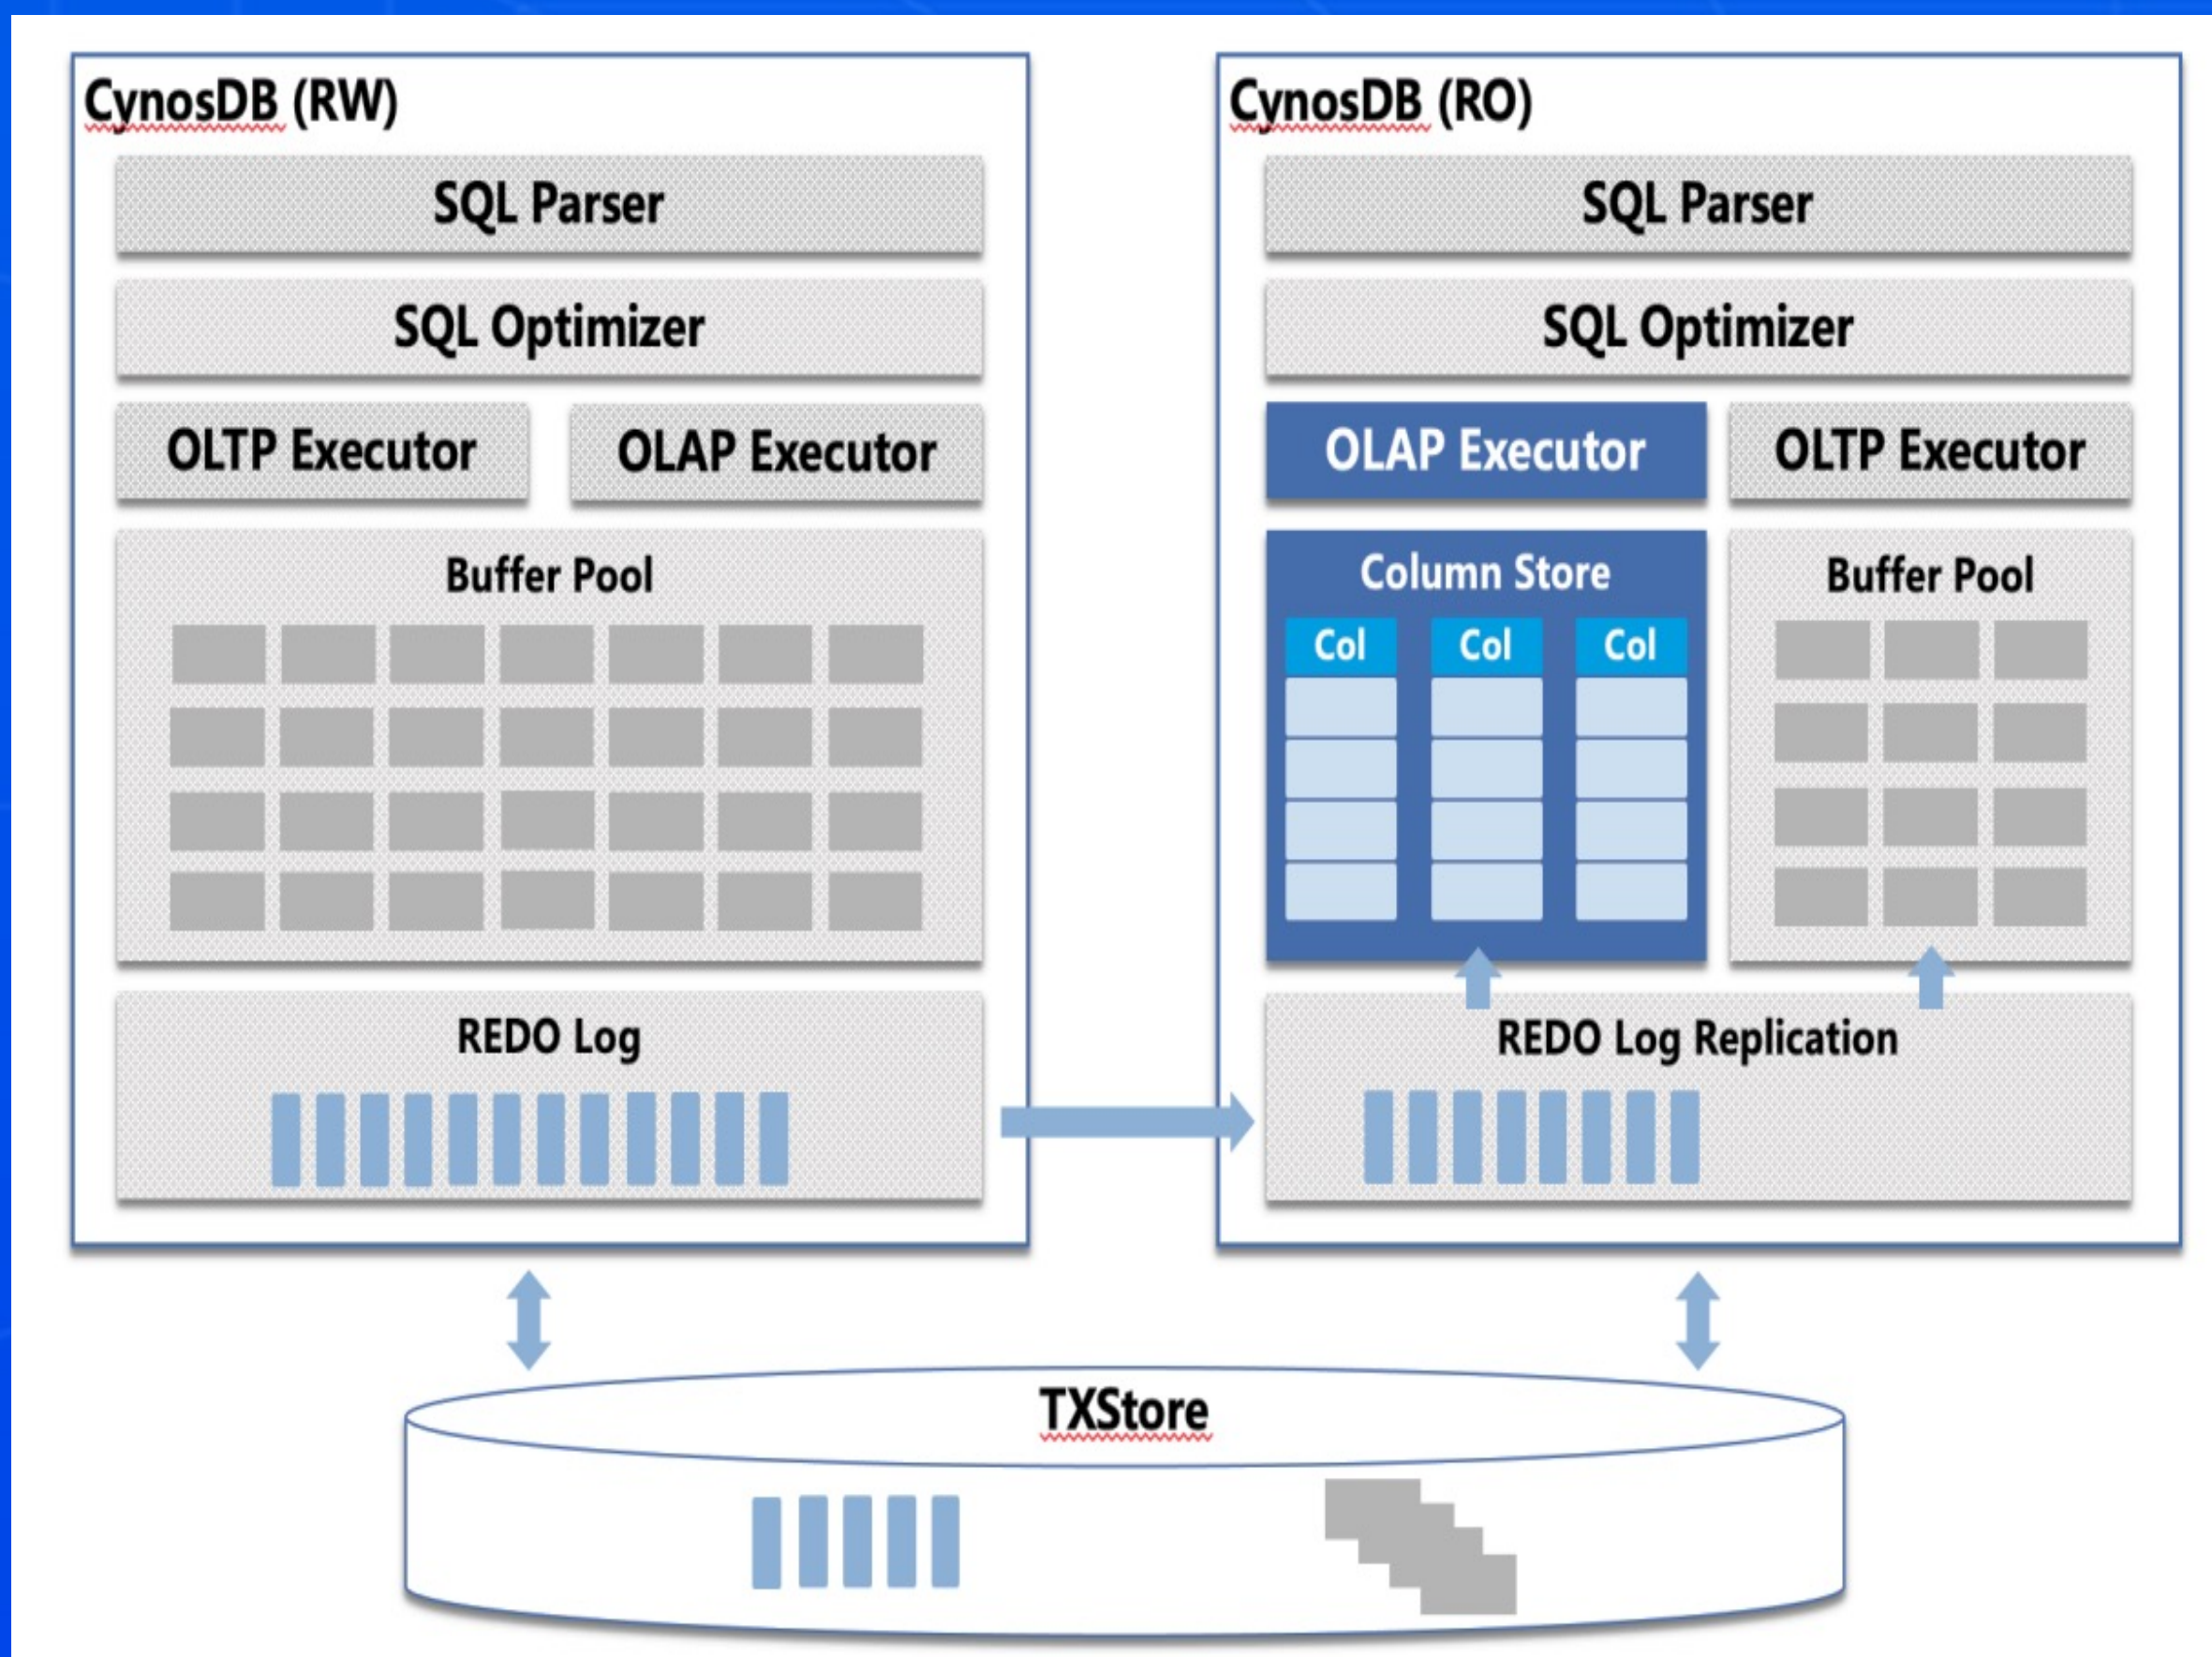 CynosDB (RW)
SQL Parser
SQL Optimizer
OLTP Executor
OLAP Executor
Buffer Pool
REDO Log
CynosDB (RO)
SQL Parser
SQL Optimizer
OLAP Executor
OLTP Executor
Column Store
Col Col Col
Buffer Pool
REDO Log Replication
TXStore